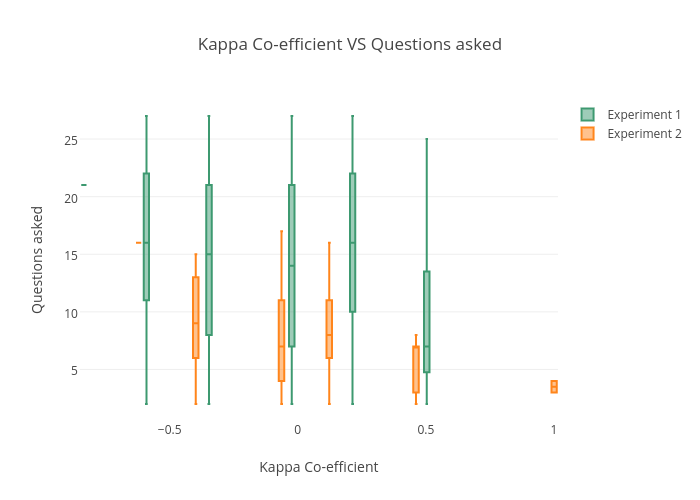 Kappa Co-efficient VS Questions asked
Experiment 1
Experiment 2
25
20
15
10
5
Questions asked
−0.5
0
0.5
1
Kappa Co-efficient